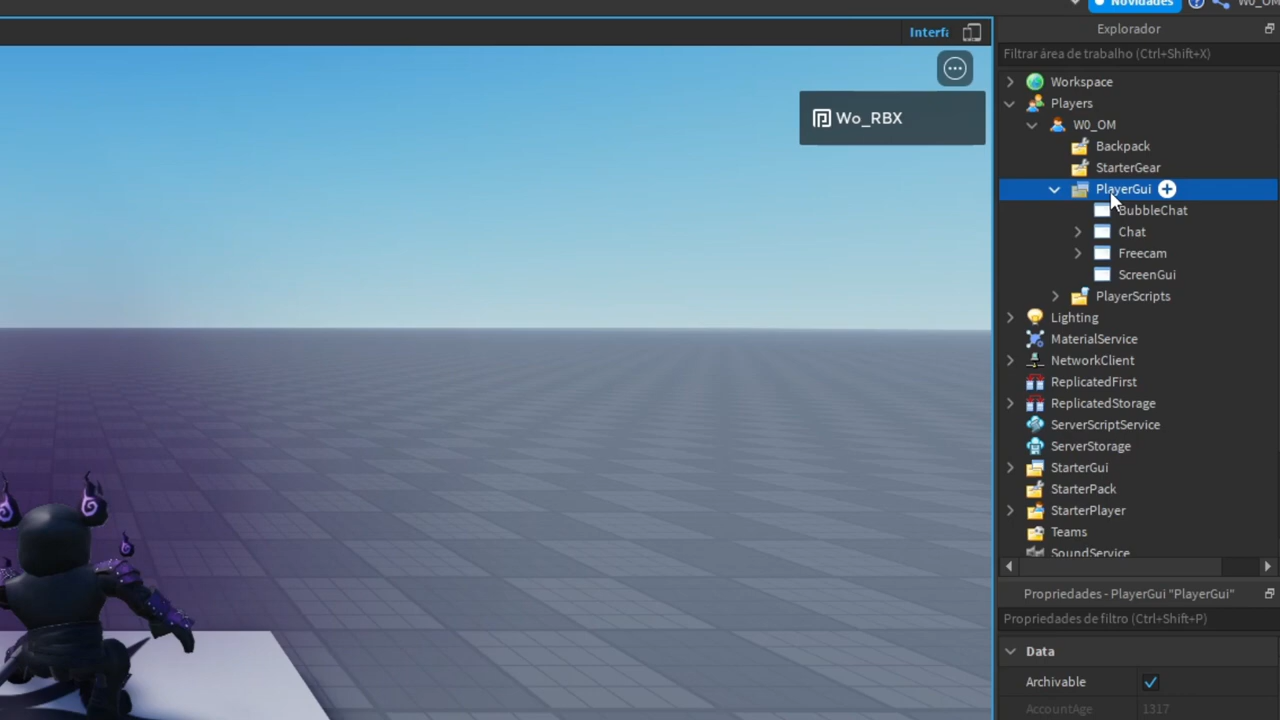 Novidades
Interfa
Wo_RBX
Explorador
Filtrar área de trabalho (Ctrl+Shift+X)
Workspace
Players
W0_OM
Backpack
StarterGear
PlayerGui
BubbleChat
Chat
Freecam
ScreenGui
PlayerScripts
Lighting
MaterialService
NetworkClient
ReplicatedFirst
ReplicatedStorage
ServerScriptService
ServerStorage
StarterGui
StarterPack
StarterPlayer
Teams
SoundService
Propriedades - PlayerGui "PlayerGui"
Propriedades de filtro (Ctrl+Shift+P)
Data
Archivable
AccountAge 1317